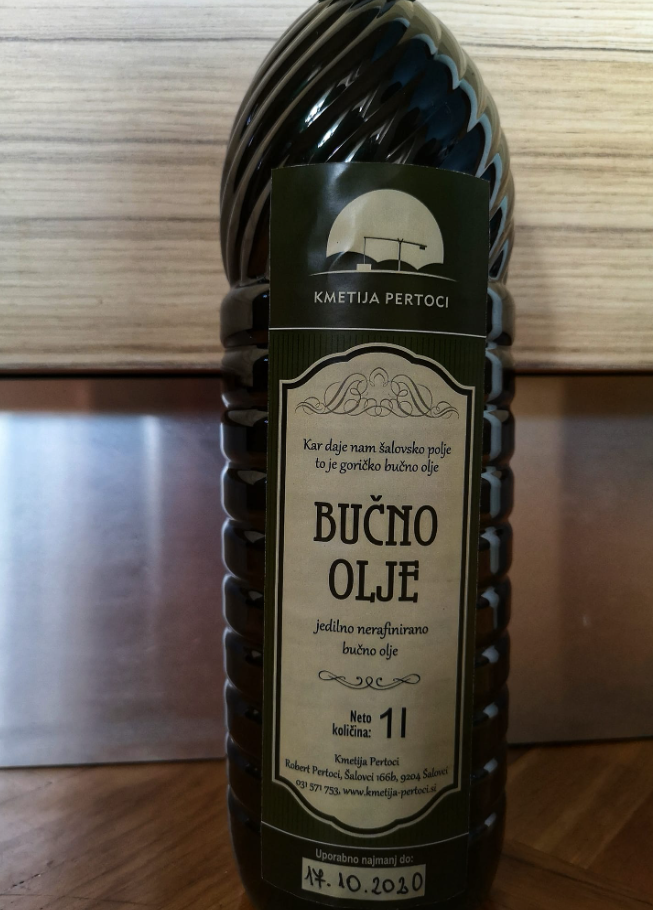 KMETIJA PERTOCI
Kar daje nam šalovsko polje
to je goričko bučno olje
BUČNO
OLJE
jedilno nerafinirano
bučno olje
Neto
količina: 1l
Kmetija Pertoci
Robert Pertoci, Šalovci 166b, 9204 Šalovci
031 571 753, www.kmetija-pertoci.si
Uporabno najmanj do:
17.10.2020